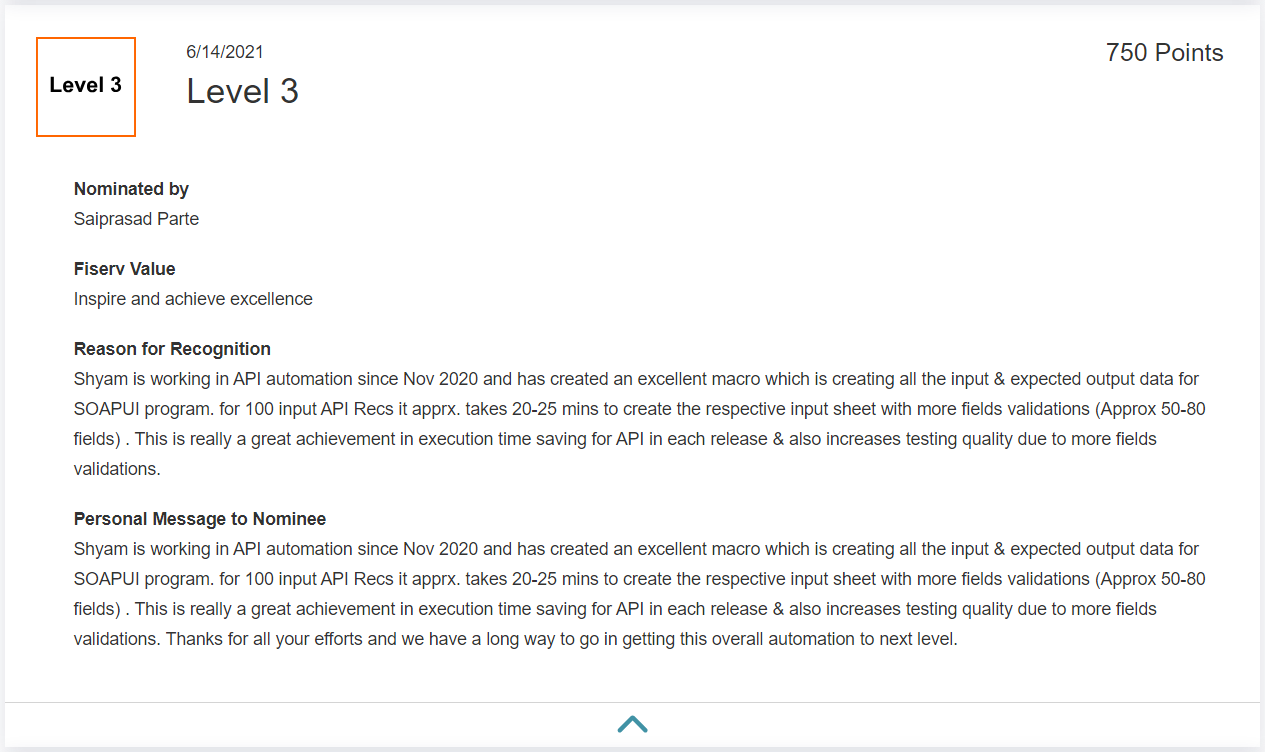 Level 3
6/14/2021
Level 3
750 Points
Nominated by
Saiprasad Parte
Fiserv Value
Inspire and achieve excellence
Reason for Recognition
Shyam is working in API automation since Nov 2020 and has created an excellent macro which is creating all the input & expected output data for
SOAPUI program. for 100 input API Recs it apprx. takes 20-25 mins to create the respective input sheet with more fields validations (Approx 50-80
fields) . This is really a great achievement in execution time saving for API in each release & also increases testing quality due to more fields
validations.
Personal Message to Nominee
Shyam is working in API automation since Nov 2020 and has created an excellent macro which is creating all the input & expected output data for
SOAPUI program. for 100 input API Recs it apprx. takes 20-25 mins to create the respective input sheet with more fields validations (Approx 50-80
fields) . This is really a great achievement in execution time saving for API in each release & also increases testing quality due to more fields
validations. Thanks for all your efforts and we have a long way to go in getting this overall automation to next level.